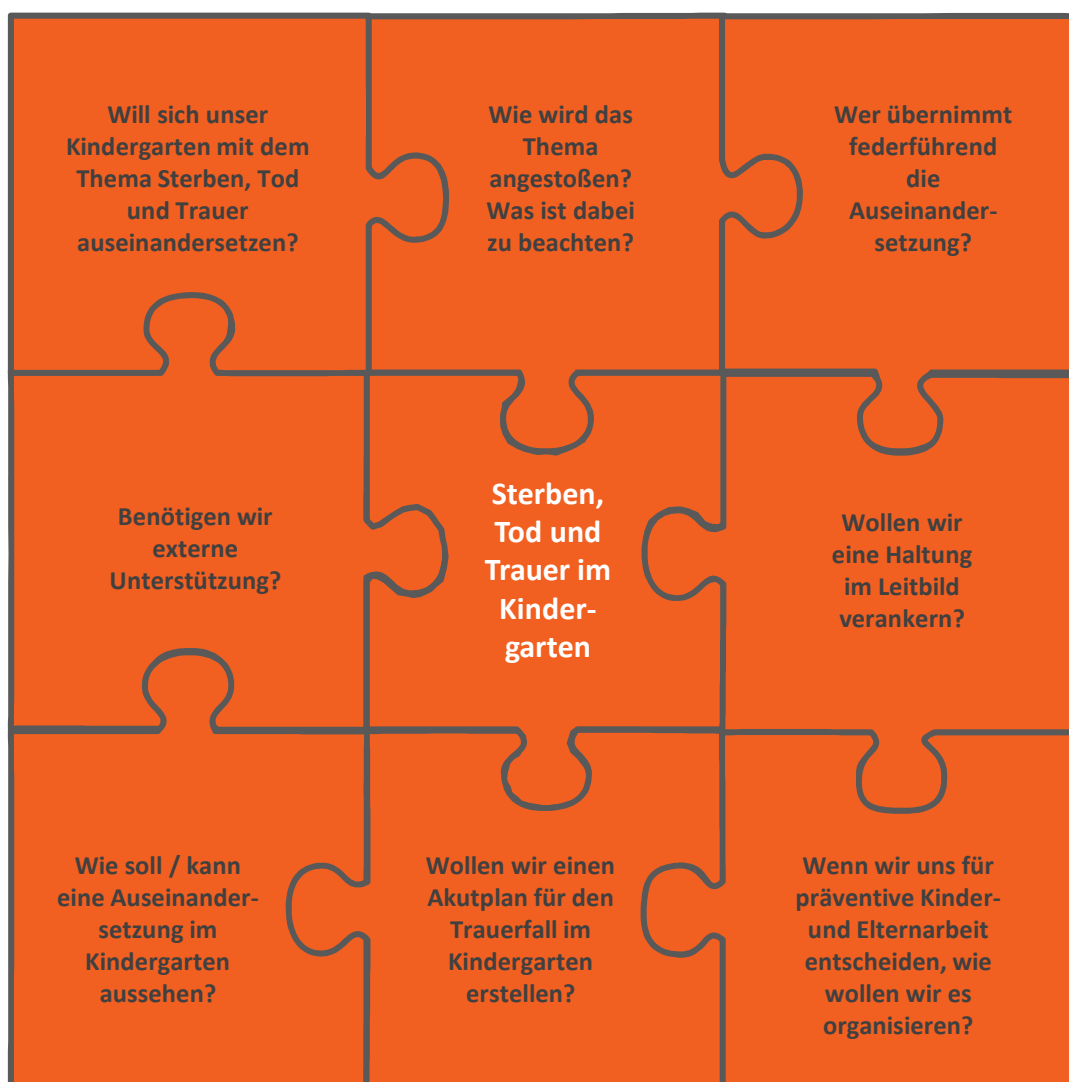 Will sich unser
Kindergarten mit dem
Thema Sterben, Tod
und Trauer
auseinandersetzen?
Wie wird das
Thema
angestoßen?
Was ist dabei
zu beachten?
Wer übernimmt
federführend
die
Auseinander-
setzung?
Benötigen wir
externe
Unterstützung?
Sterben,
Tod und
Trauer im
Kinder-
garten
Wollen wir
eine Haltung
im Leitbild
verankern?
Wie soll / kann
eine Auseinander-
setzung im
Kindergarten
aussehen?
Wollen wir einen
Akutplan für den
Trauerfall im
Kindergarten
erstellen?
Wenn wir uns für
präventive Kinder-
und Elternarbeit
entscheiden, wie
wollen wir es
organisieren?